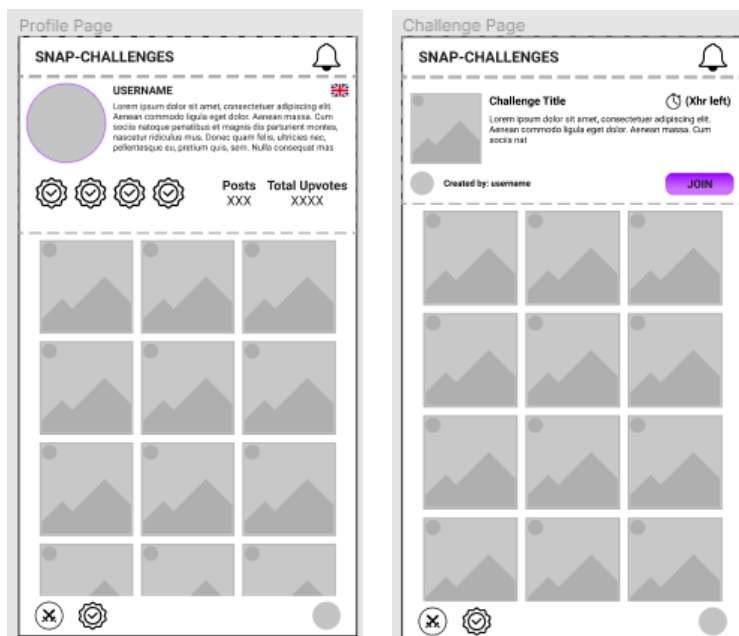 Profile Page
SNAP-CHALLENGES
USERNAME
Lorem ipsum dolor sit amet, consectetuer adipiscing elit.
Aenean commodo ligula eget dolor. Aenean massa. Cum
sociis natoque penatibus et magnis dis parturient montes,
nascetur ridiculus mus. Donec quam felis, ultricies nec,
pellentesque eu, pretium quis, sem. Nulla consequat mas
Posts Total Upvotes
XXX XXXX
Challenge Page
SNAP-CHALLENGES
Challenge Title
(Xhr left)
Lorem ipsum dolor sit amet, consectetuer adipiscing elit.
Aenean commodo ligula eget dolor. Aenean massa. Cum
sociis nat
Created by: username
JOIN